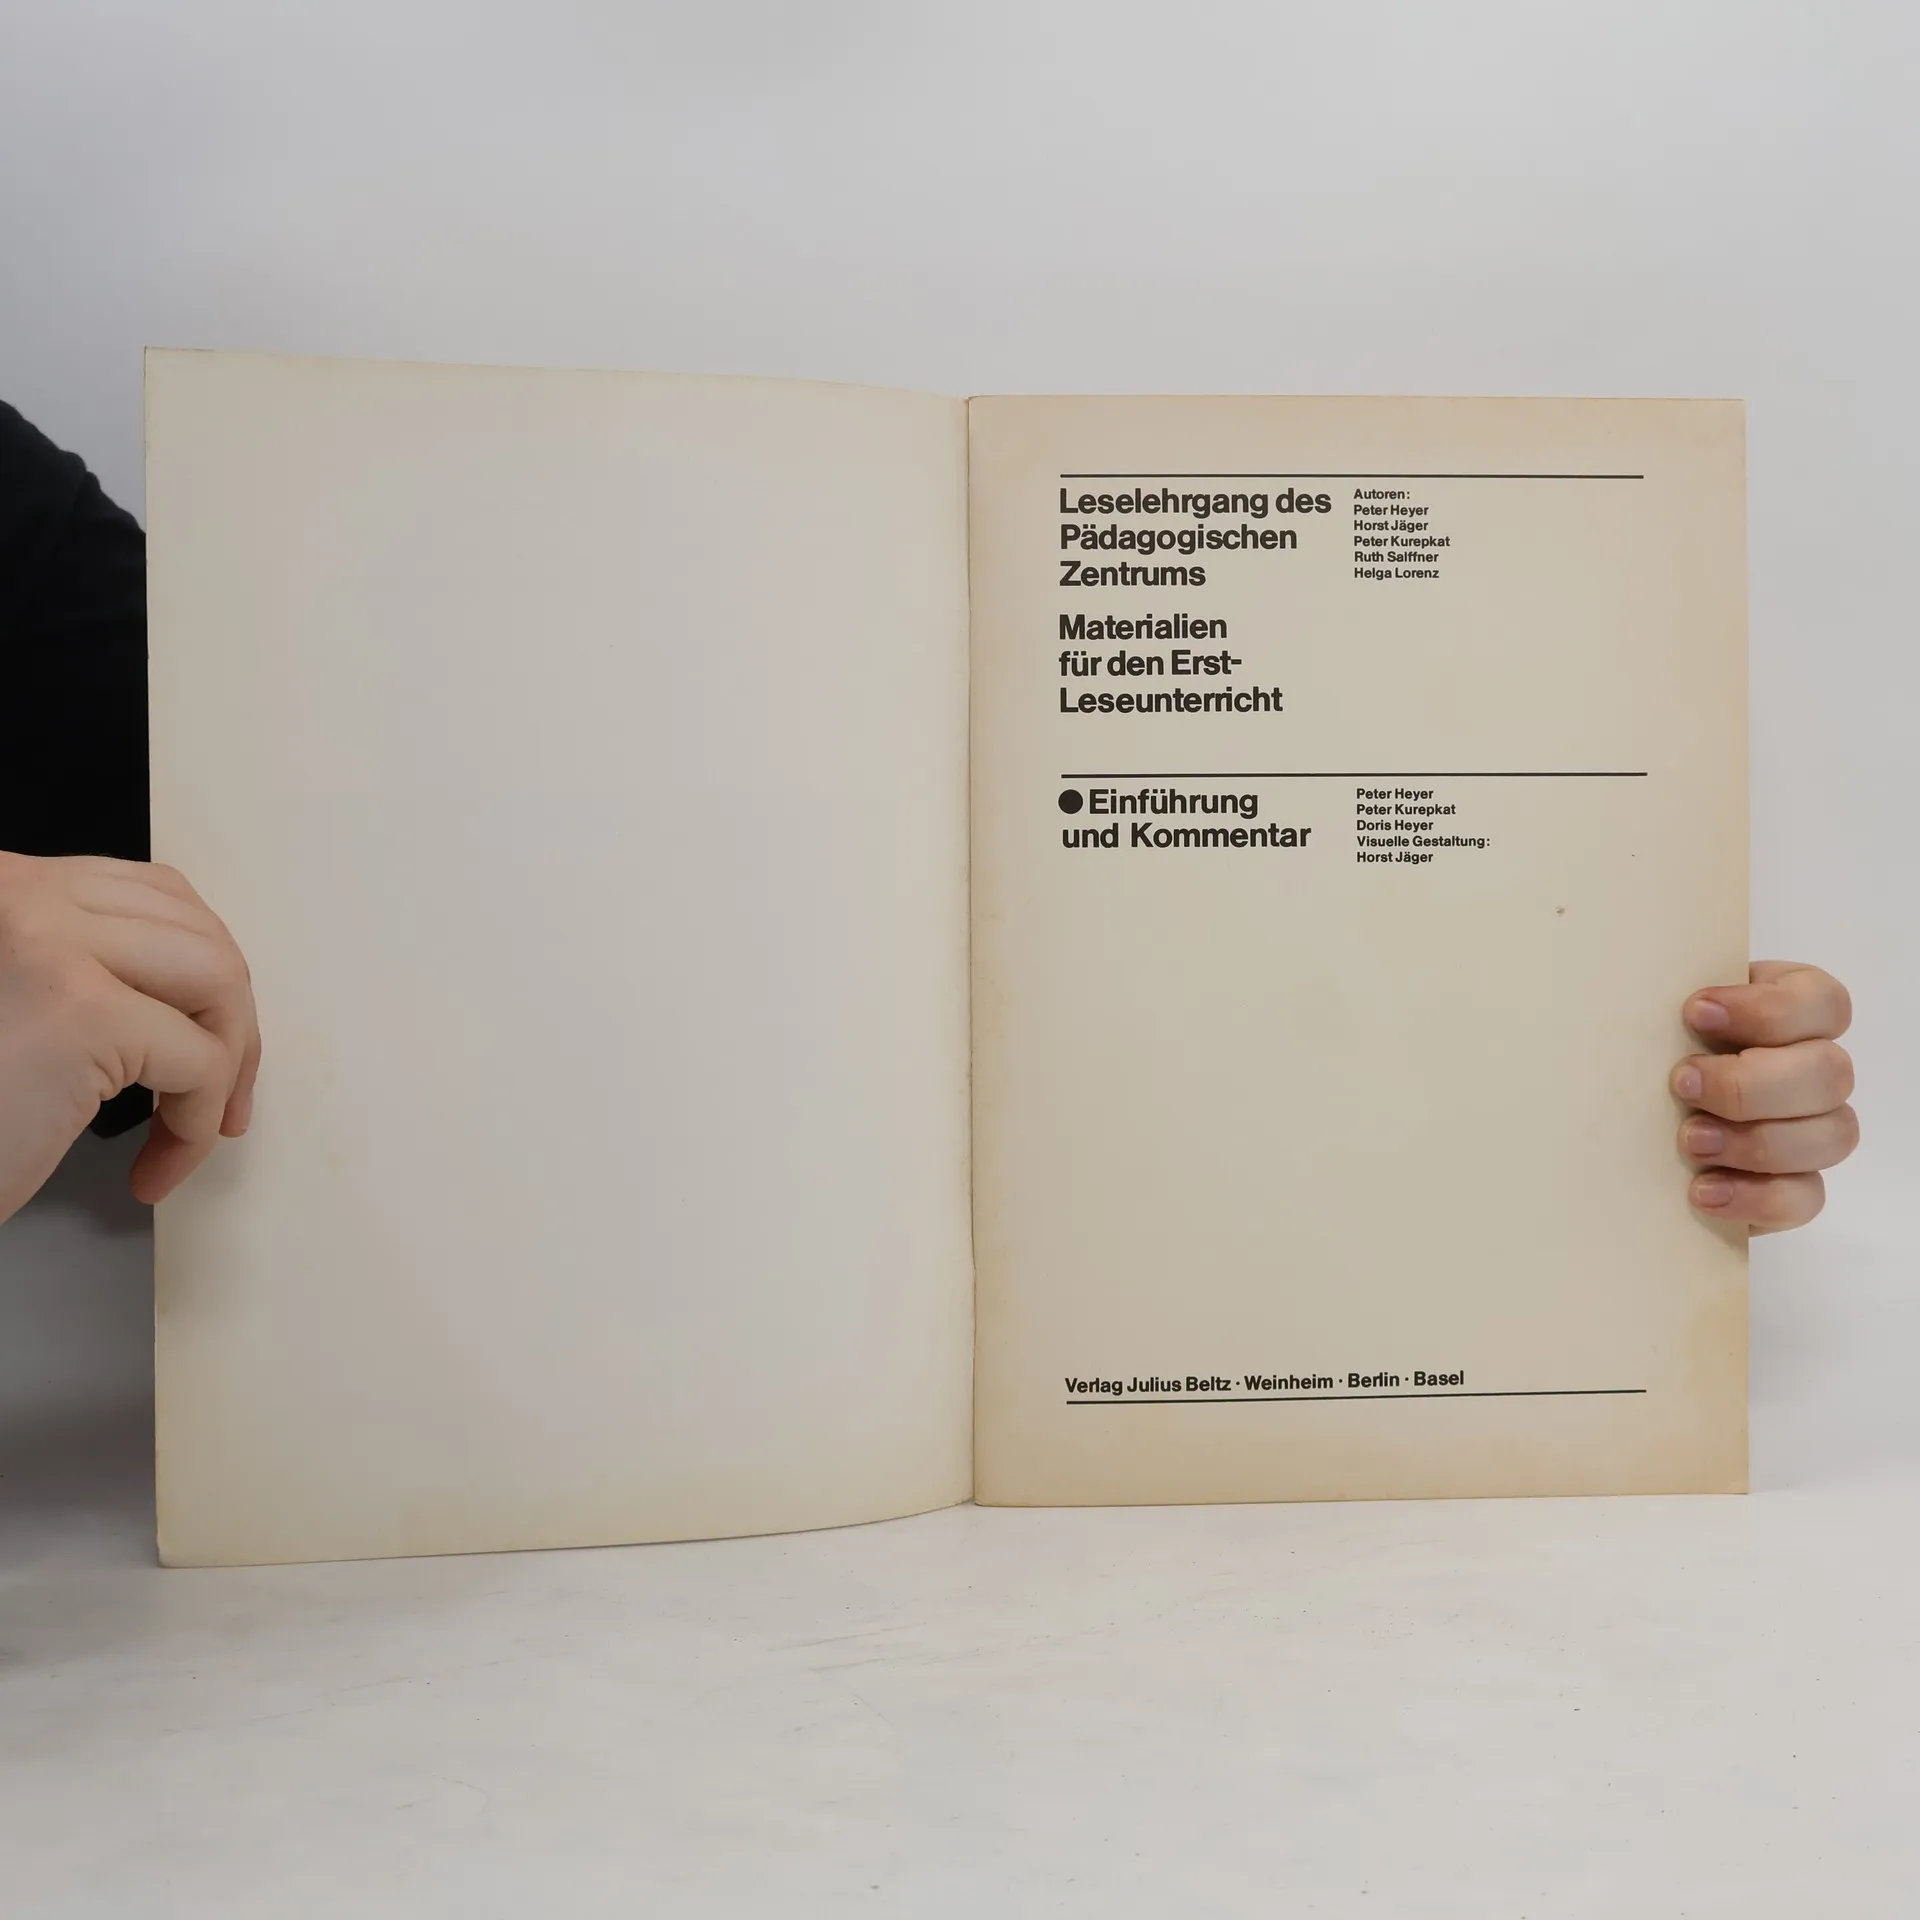 Leselehrgang des
Pädagogischen
Zentrums
Autoren:
Peter Heyer
Horst Jäger
Peter Kurepkat
Ruth Salffner
Helga Lorenz
Materialien
für den Erst-
Leseunterricht
Einführung
und Kommentar
Peter Heyer
Peter Kurepkat
Doris Heyer
Visuelle Gestaltung:
Horst Jäger
Verlag Julius Beltz · Weinheim · Berlin · Basel